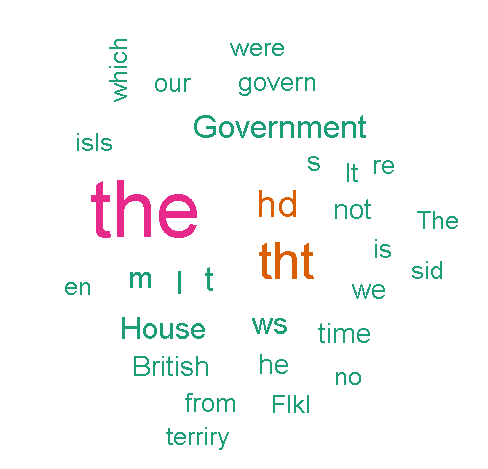 were
which
our govern
Government
isls
s It re
the hd not The
tht is
sid
en m I t we
House ws time
British he no
from Flkl
terriry